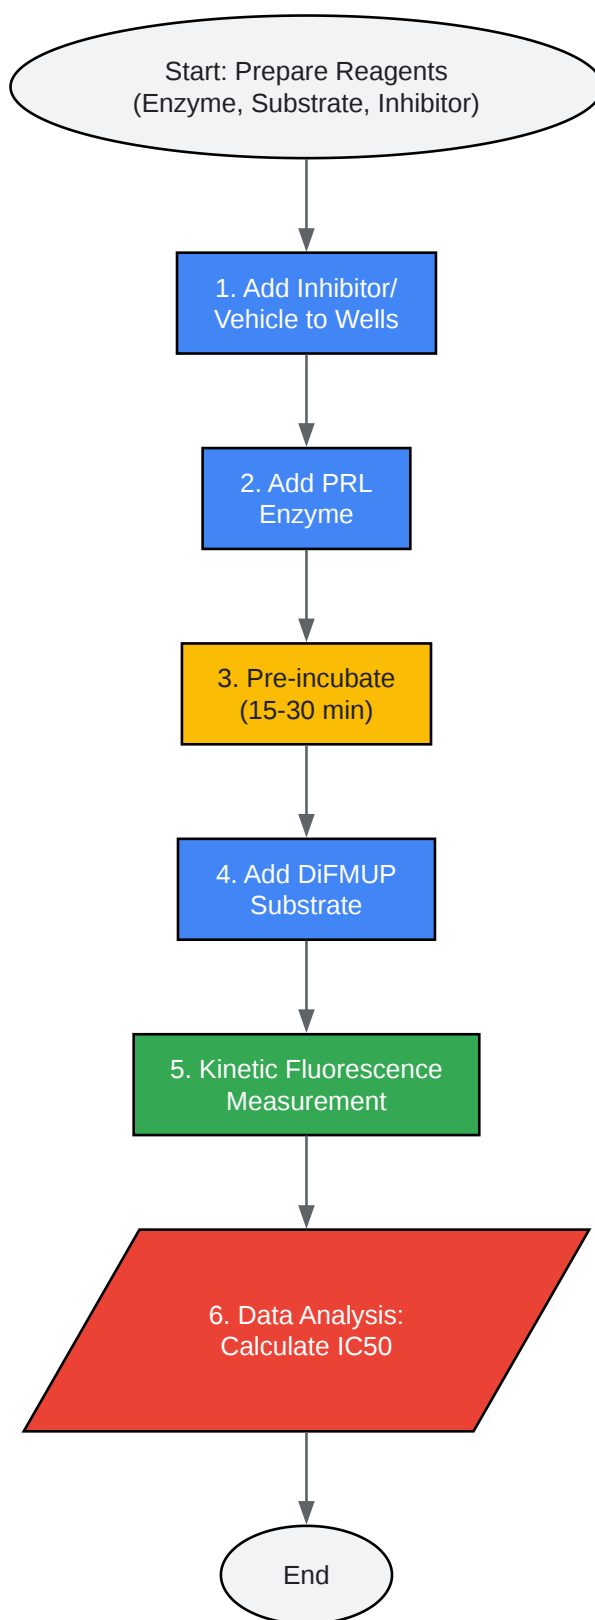 Start: Prepare Reagents
(Enzyme, Substrate, Inhibitor)
1. Add Inhibitor/
Vehicle to Wells
2. Add PRL
Enzyme
3. Pre-incubate
(15-30 min)
4. Add DiFMUP
Substrate
5. Kinetic Fluorescence
Measurement
6. Data Analysis:
Calculate IC50
End